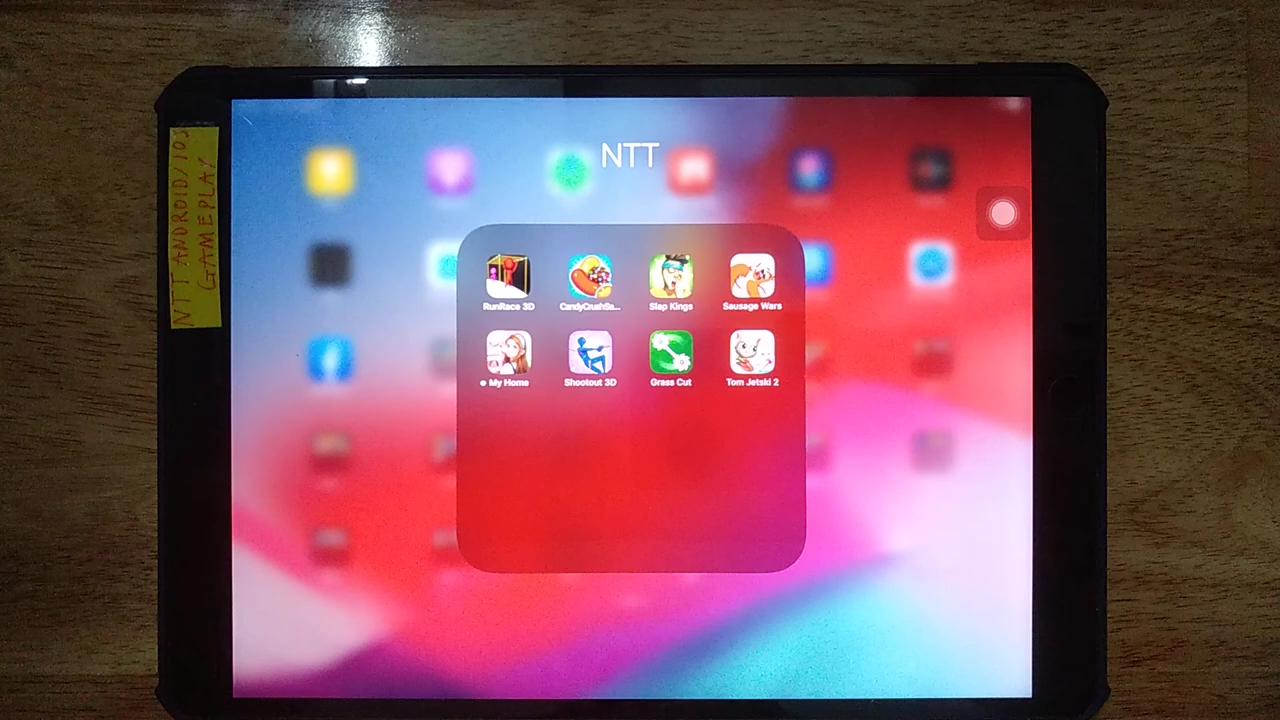 NTT ANDROID/IOS
GAMEPLAY
NTT
RunRace 3D
CandyCrushSa...
Slap Kings
Sausage Wars
My Home
Shootout 3D
Grass Cut
Tom Jetski 2